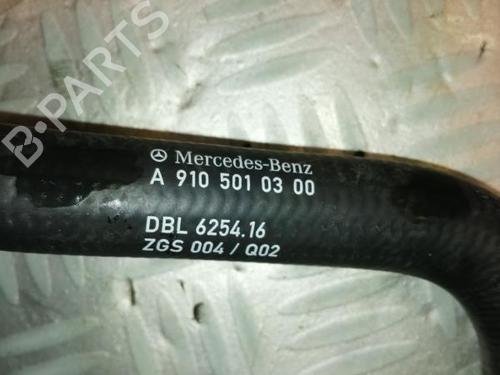 B-PARTS
Mercedes-Benz
A 910 501 03 00
DBL 6254.16
ZGS 004 / Q02